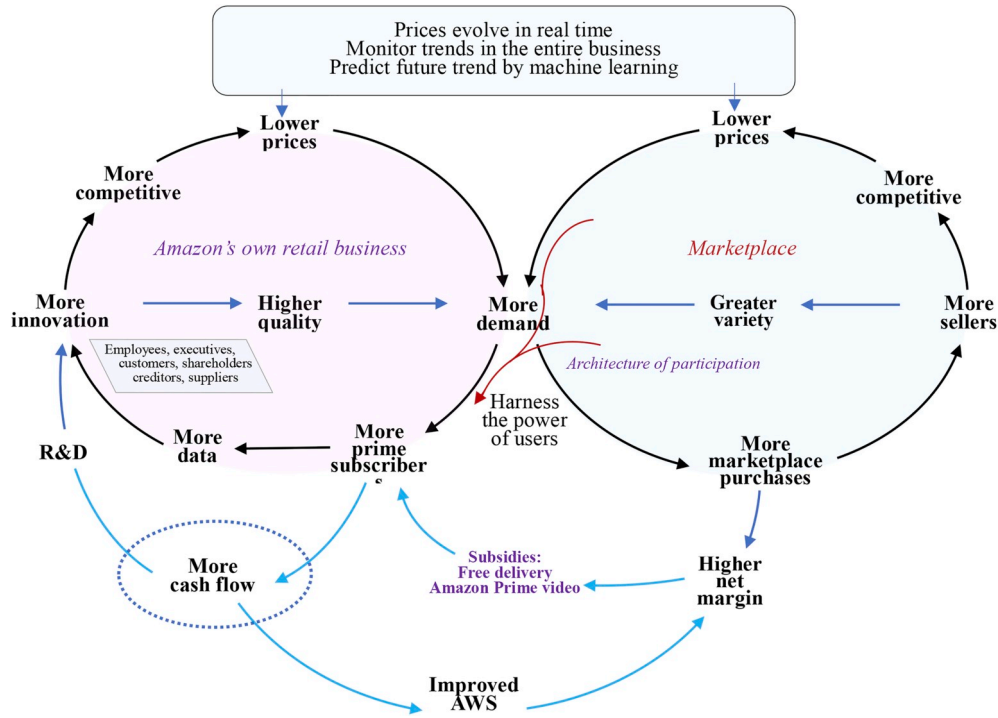 Prices evolve in real time
Monitor trends in the entire business
Predict future trend by machine learning
Lower
prices
Lower
prices
More
competitive
More
competitive
Amazon’s own retail business
Marketplace
More
innovation
Higher
quality
More
demand
Greater
variety
More
sellers
Employees, executives,
customers, shareholders
creditors, suppliers
Architecture of participation
Harness
the power
of users
R&D
More
data
More
prime
subscriber
s
More
marketplace
purchases
More
cash flow
Subsidies:
Free delivery
Amazon Prime video
Higher
net
margin
Improved
AWS